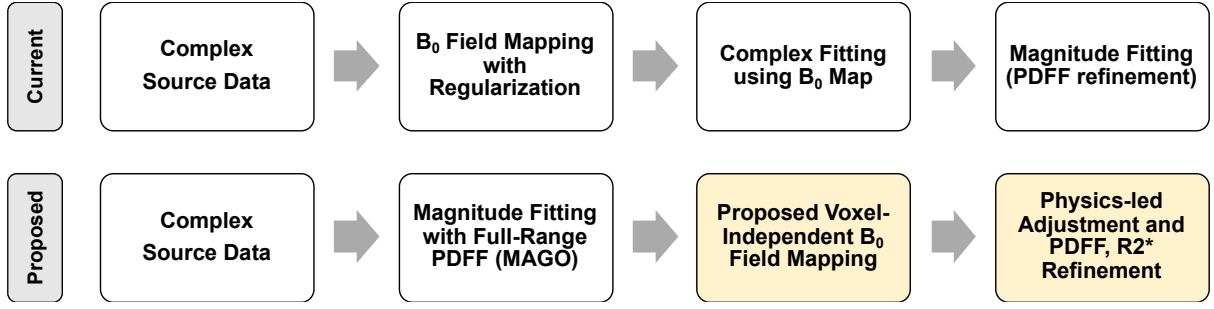 Current
Complex
Source Data
B₀ Field Mapping
with
Regularization
Complex Fitting
using B₀ Map
Magnitude Fitting
(PDFF refinement)
Proposed
Complex
Source Data
Magnitude Fitting
with Full-Range
PDFF (MAGO)
Proposed Voxel-
Independent B₀
Field Mapping
Physics-led
Adjustment and
PDFF, R2*
Refinement